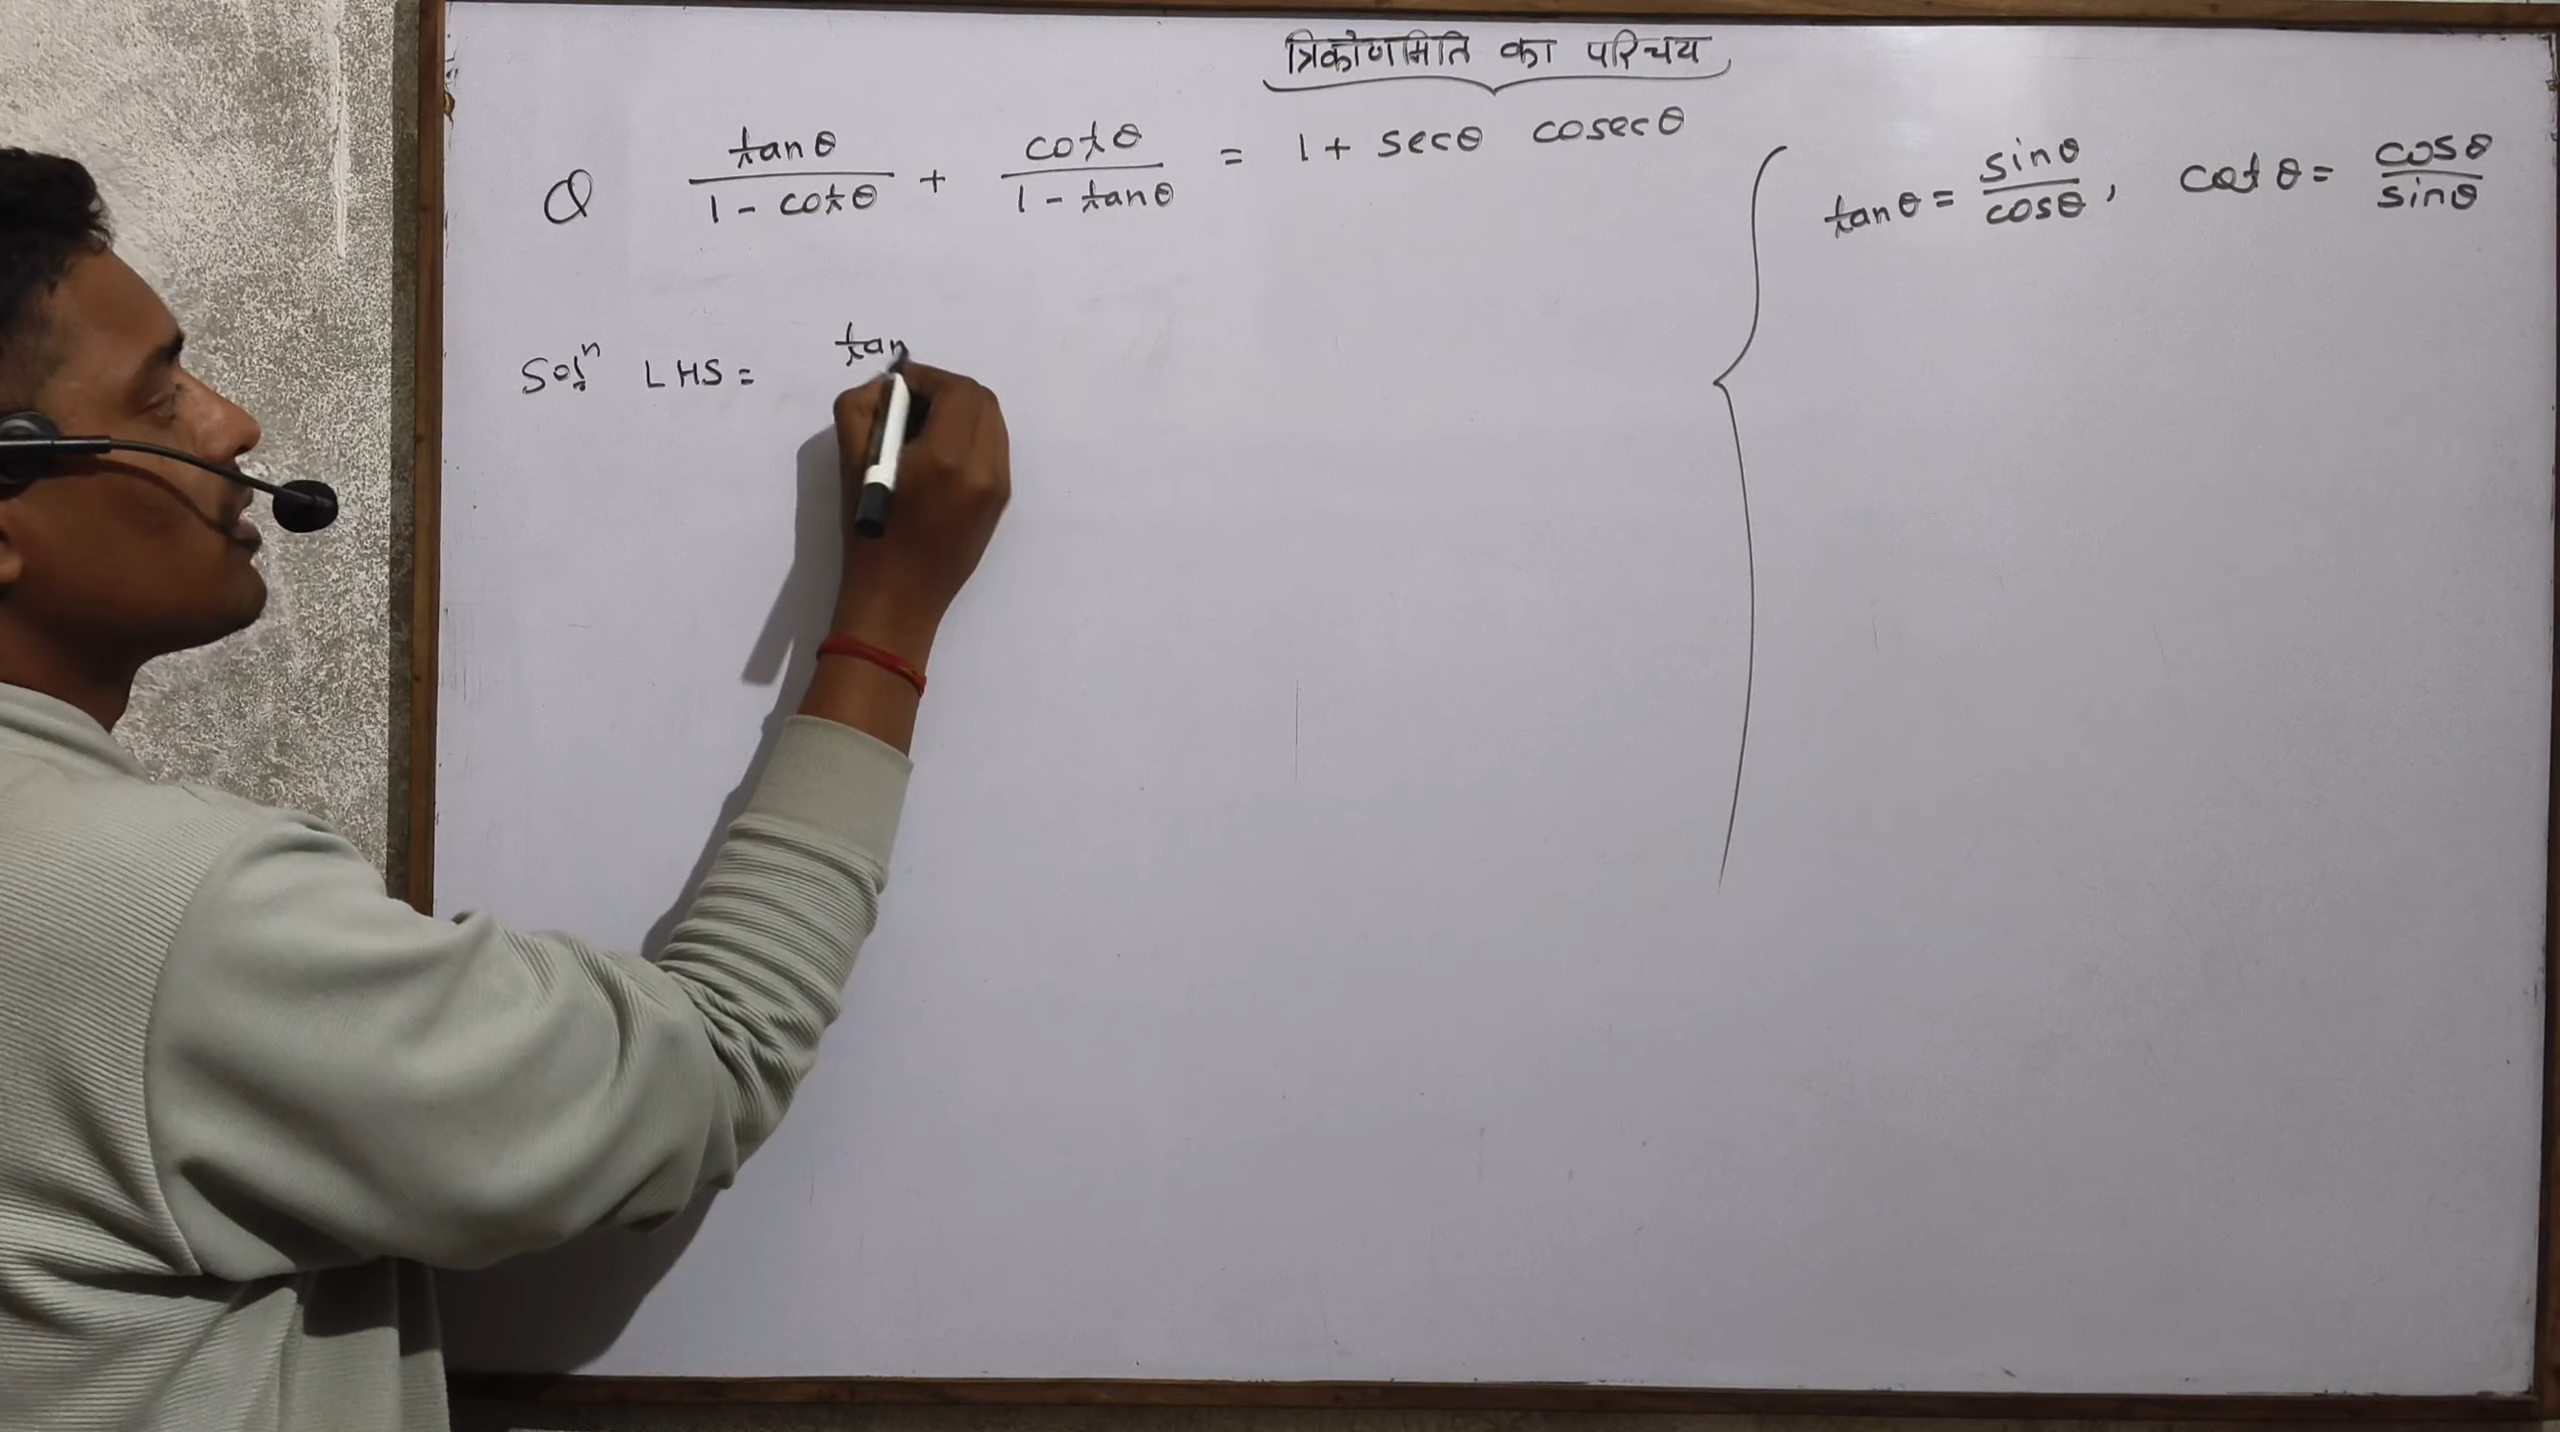 त्रिकोणमिति का परिचय
Q tanθ / 1 - cotθ + cotθ / 1 - tanθ = 1 + secθ cosecθ
tanθ = sinθ / cosθ, cotθ = cosθ / sinθ
Solⁿ LHS = tan